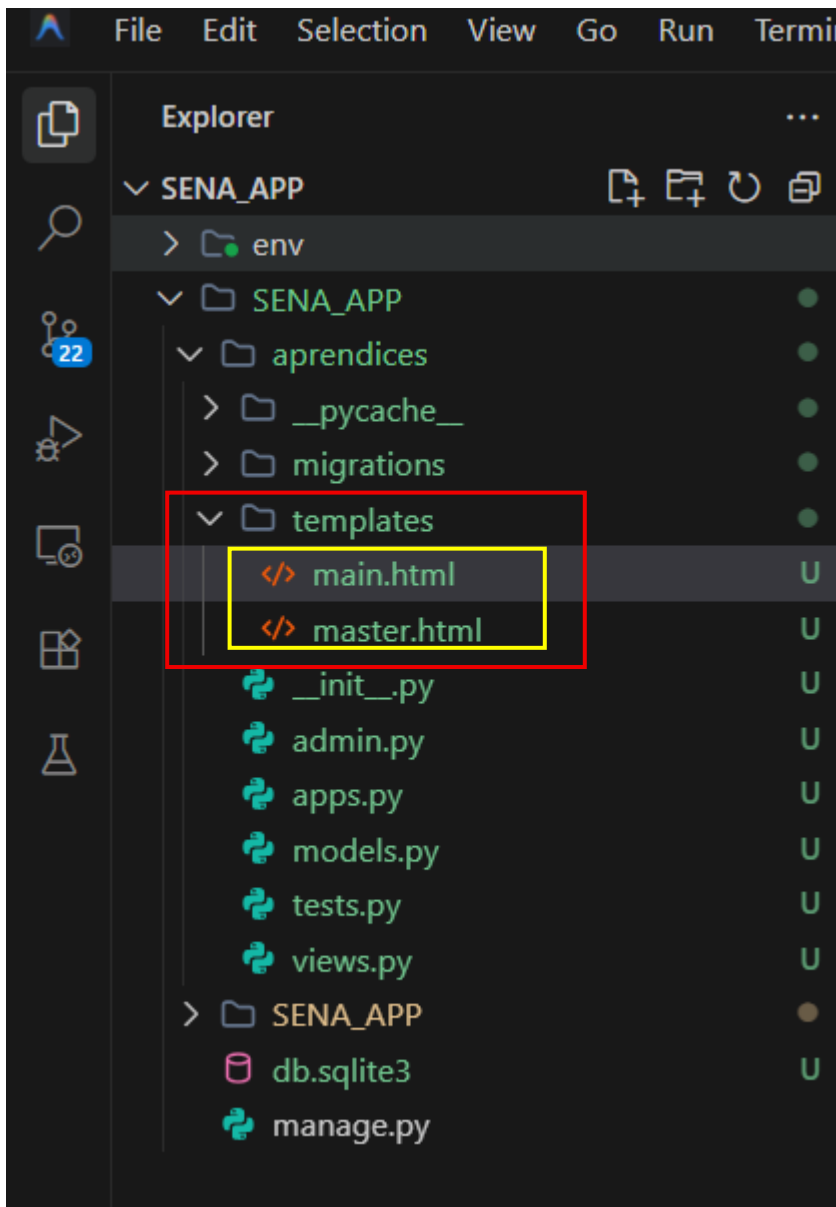 File Edit Selection View Go Run Termi
Explorer
SENA_APP
env
SENA_APP
22
aprendices
__pycache__
migrations
templates
main.html U
master.html U
__init__.py U
admin.py U
apps.py U
models.py U
tests.py U
views.py U
SENA_APP
db.sqlite3 U
manage.py